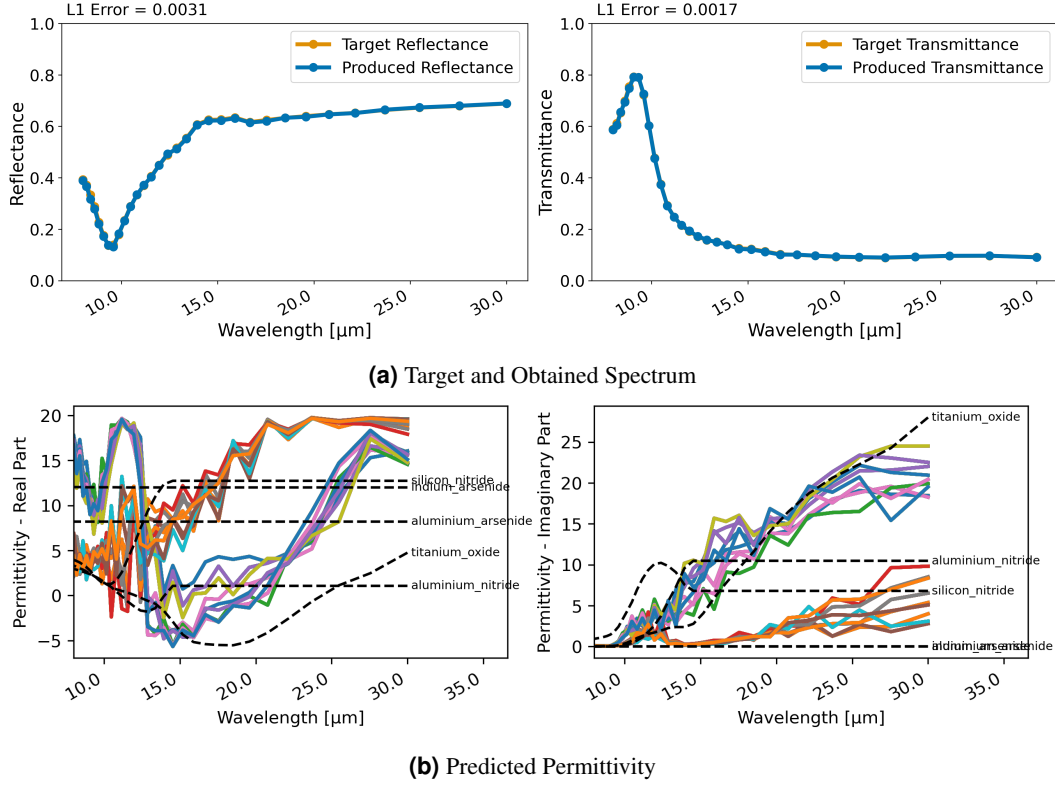 L1 Error = 0.0031
L1 Error = 0.0017
1.0
0.8
0.6
0.4
0.2
0.0
Reflectance
Target Reflectance
Produced Reflectance
10.0
15.0
20.0
25.0
30.0
Wavelength [μm]
1.0
0.8
0.6
0.4
0.2
0.0
Transmittance
Target Transmittance
Produced Transmittance
10.0
15.0
20.0
25.0
30.0
Wavelength [μm]
(a) Target and Obtained Spectrum
20
15
10
5
0
−5
Permittivity - Real Part
silicon_nitride
indium_arsenide
aluminium_arsenide
titanium_oxide
aluminium_nitride
10.0
15.0
20.0
25.0
30.0
35.0
Wavelength [μm]
25
20
15
10
5
0
Permittivity - Imaginary Part
titanium_oxide
aluminium_nitride
silicon_nitride
10.0
15.0
20.0
25.0
30.0
35.0
Wavelength [μm]
(b) Predicted Permittivity